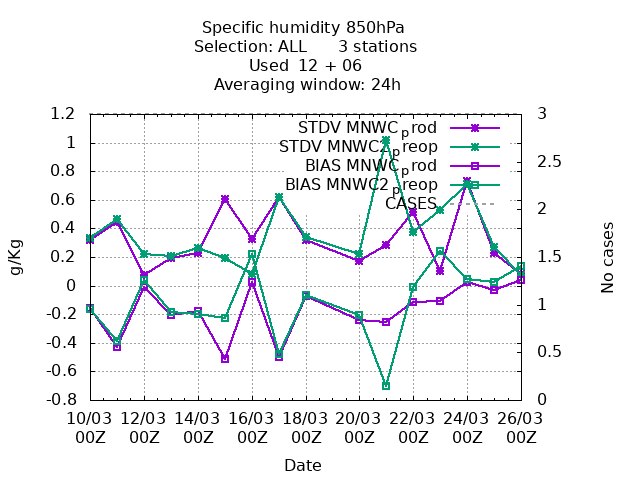 Specific humidity 850hPa
Selection: ALL 3 stations
Used 12 + 06
Averaging window: 24h
STDV MNWC_prod
STDV MNWC2_preop
BIAS MNWC_prod
BIAS MNWC2_preop
CASES
g/Kg
1.2
1
0.8
0.6
0.4
0.2
0
-0.2
-0.4
-0.6
-0.8
3
2.5
2
1.5
1
0.5
0
No cases
10/03 12/03 14/03 16/03 18/03 20/03 22/03 24/03 26/03
00Z 00Z 00Z 00Z 00Z 00Z 00Z 00Z 00Z
Date